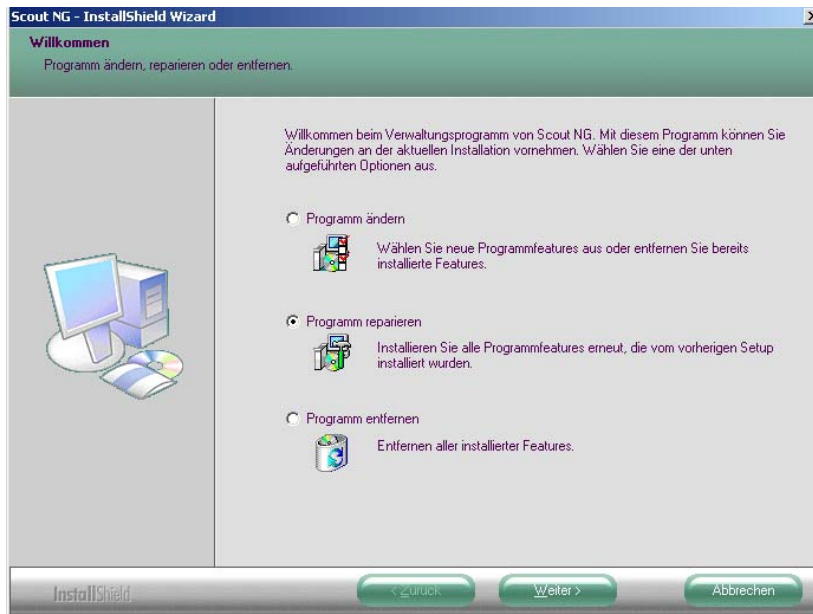 Scout NG - InstallShield Wizard
Willkommen
Programm ändern, reparieren oder entfernen.
Willkommen beim Verwaltungsprogramm von Scout NG. Mit diesem Programm können Sie
Änderungen an der aktuellen Installation vornehmen. Wählen Sie eine der unten
aufgeführten Optionen aus.
Programm ändern
Wählen Sie neue Programmfeatures aus oder entfernen Sie bereits
installierte Features.
Programm reparieren
Installieren Sie alle Programmfeatures erneut, die vom vorherigen Setup
installiert wurden.
Programm entfernen
Entfernen aller installierter Features.
InstallShield
< Zurück
Weiter >
Abbrechen